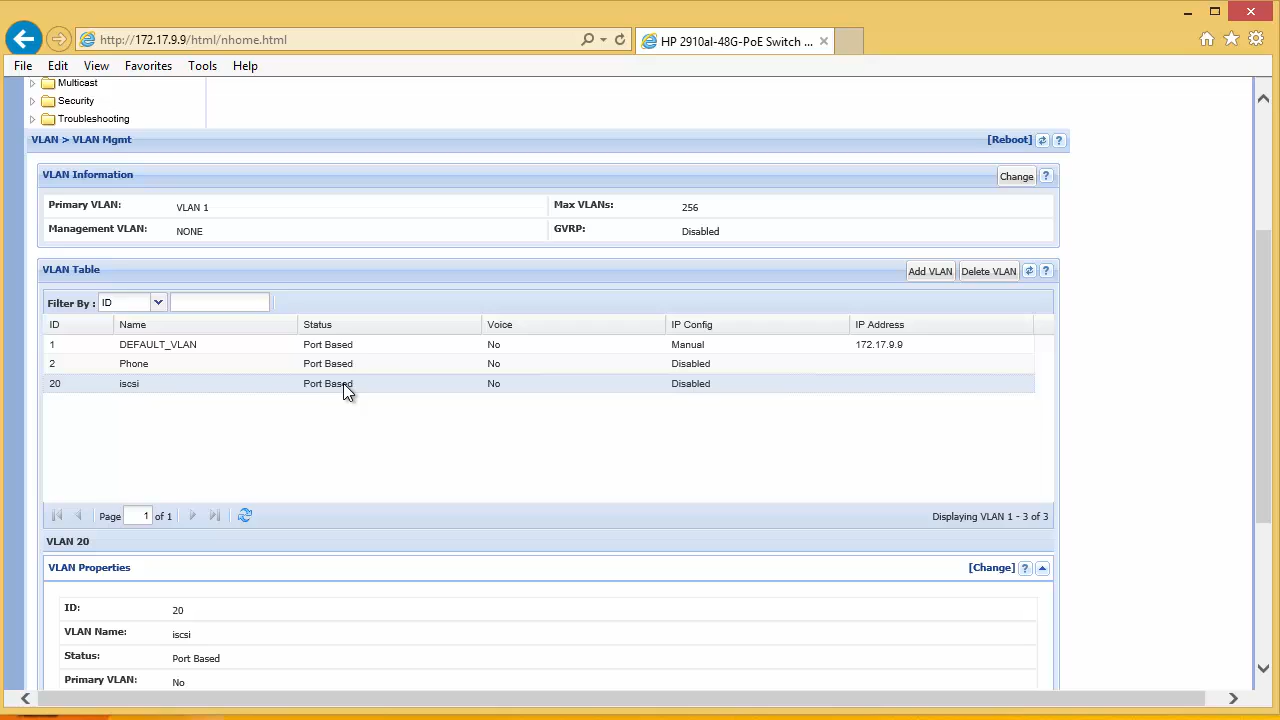 http://172.17.9.9/html/nhome.html
HP 2910al-48G-PoE Switch ...
File Edit View Favorites Tools Help
Multicast
Security
Troubleshooting
VLAN > VLAN Mgmt [Reboot] ?
VLAN Information Change ?
Primary VLAN: VLAN 1 Max VLANs: 256
Management VLAN: NONE GVRP: Disabled
VLAN Table Add VLAN Delete VLAN ?
Filter By : ID
ID Name Status Voice IP Config IP Address
1 DEFAULT_VLAN Port Based No Manual 172.17.9.9
2 Phone Port Based No Disabled
20 iscsi Port Based No Disabled
Page 1 of 1 Displaying VLAN 1 - 3 of 3
VLAN 20
VLAN Properties [Change] ?
ID: 20
VLAN Name: iscsi
Status: Port Based
Primary VLAN: No